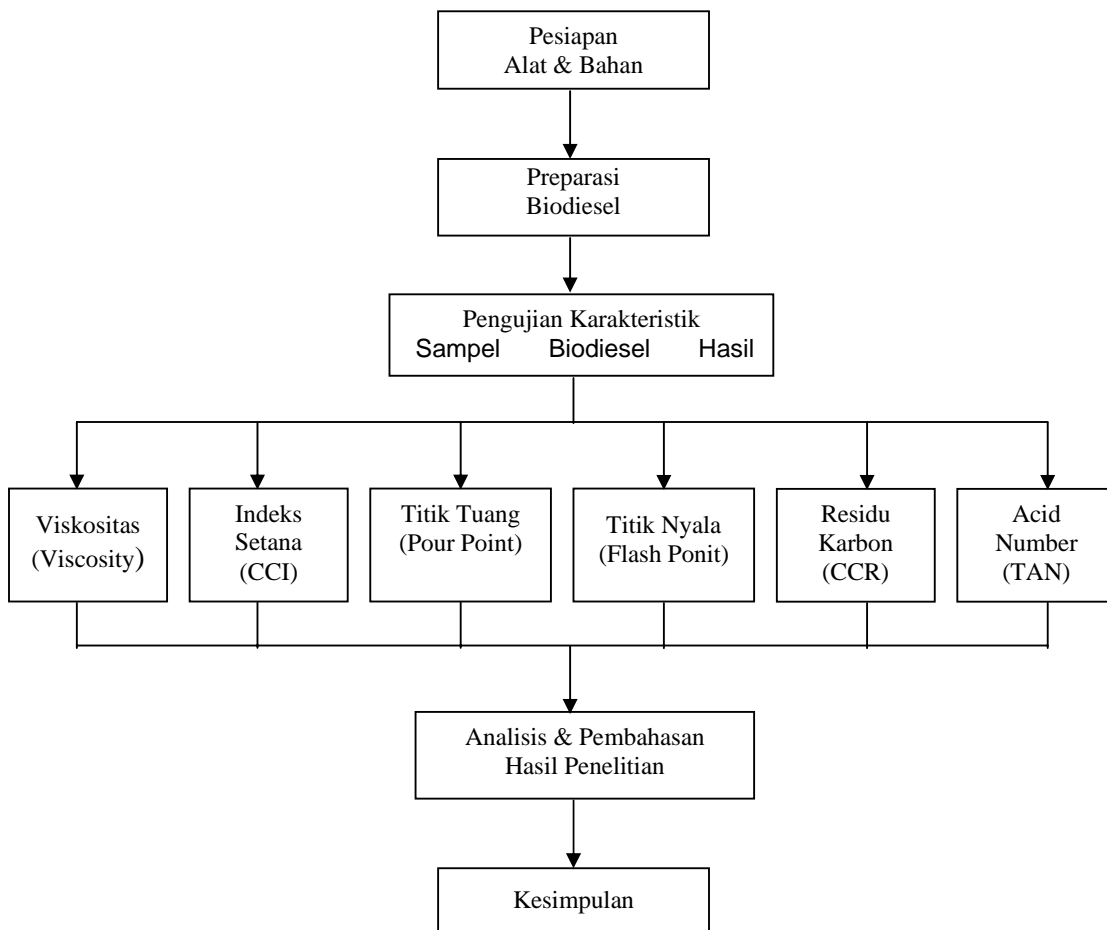 Pesiapan
Alat & Bahan
Preparasi
Biodiesel
Pengujian Karakteristik
Sampel Biodiesel Hasil
Viskositas
(Viscosity)
Indeks
Setana
(CCI)
Titik Tuang
(Pour Point)
Titik Nyala
(Flash Ponit)
Residu
Karbon
(CCR)
Acid
Number
(TAN)
Analisis & Pembahasan
Hasil Penelitian
Kesimpulan